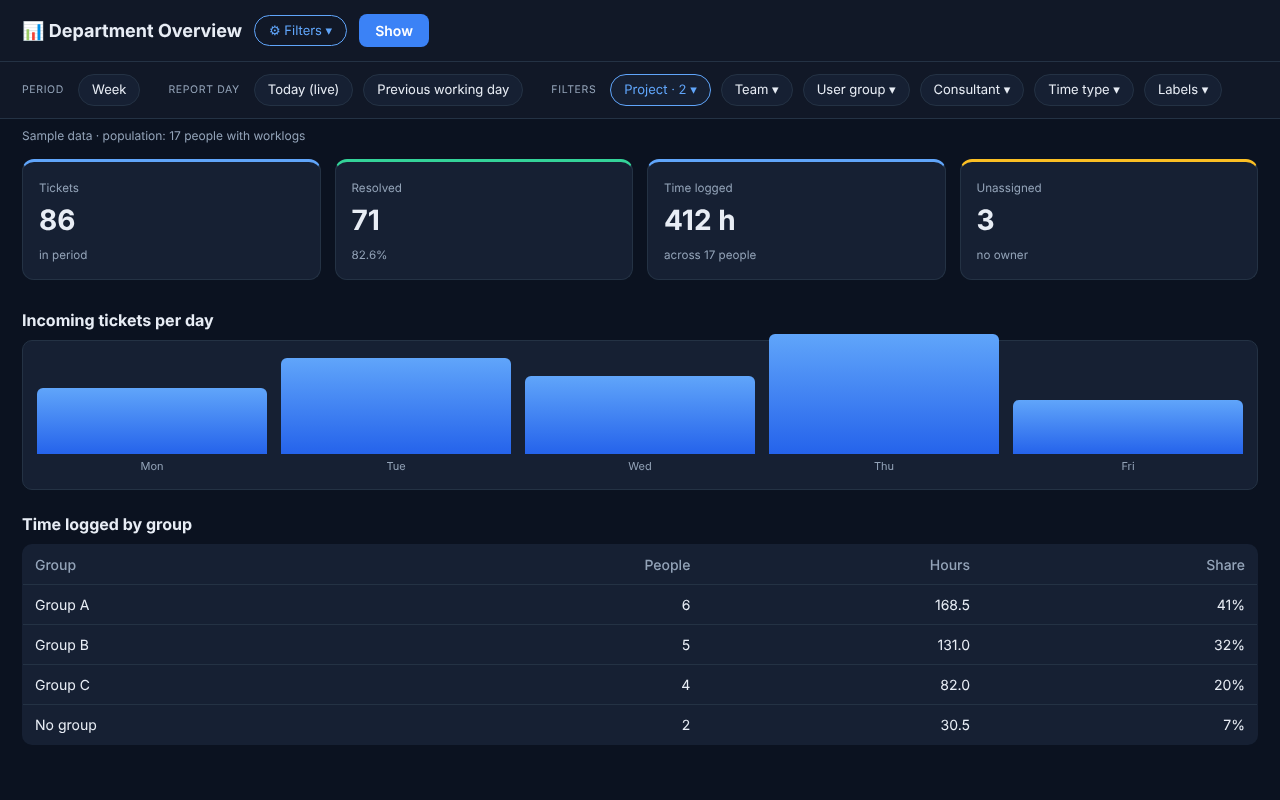 📊 Department Overview ⚙ Filters ▾ Show
PERIOD Week REPORT DAY Today (live) Previous working day FILTERS Project · 2 ▾ Team ▾ User group ▾ Consultant ▾ Time type ▾ Labels ▾
Sample data · population: 17 people with worklogs
Tickets Resolved Time logged Unassigned
86 71 412 h 3
in period 82.6% across 17 people no owner
Incoming tickets per day
Mon Tue Wed Thu Fri
Time logged by group
Group People Hours Share
Group A 6 168.5 41%
Group B 5 131.0 32%
Group C 4 82.0 20%
No group 2 30.5 7%